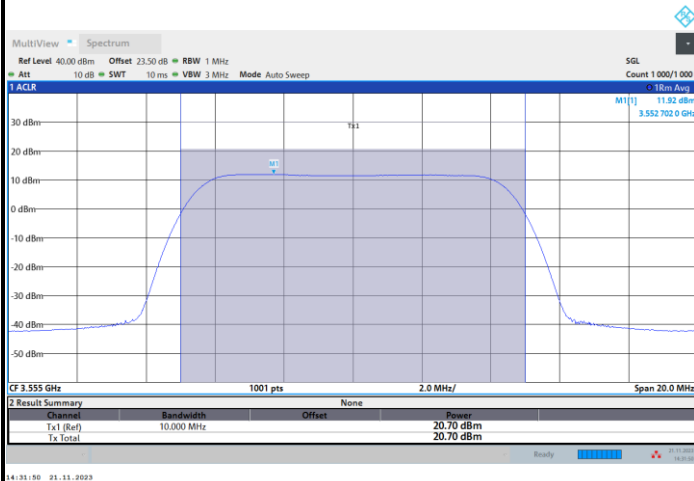 MultiView Spectrum
Ref Level 40.00 dBm Offset 23.50 dB RBW 1 MHz SGL
Att 10 dB SWT 10 ms VBW 3 MHz Mode Auto Sweep Count 1 000/1 000
1 ACLR 1Rm Avg
M1[1] 11.92 dBm
3.552 702 0 GHz
Tx1
30 dBm
20 dBm
M1
10 dBm
0 dBm
-10 dBm
-20 dBm
-30 dBm
-40 dBm
-50 dBm
CF 3.555 GHz 1001 pts 2.0 MHz/ Span 20.0 MHz
2 Result Summary None
Channel Bandwidth Offset Power
Tx1 (Ref) 10.000 MHz 20.70 dBm
Tx Total 20.70 dBm
Ready 21.11.2023
14:31:50 21.11.2023